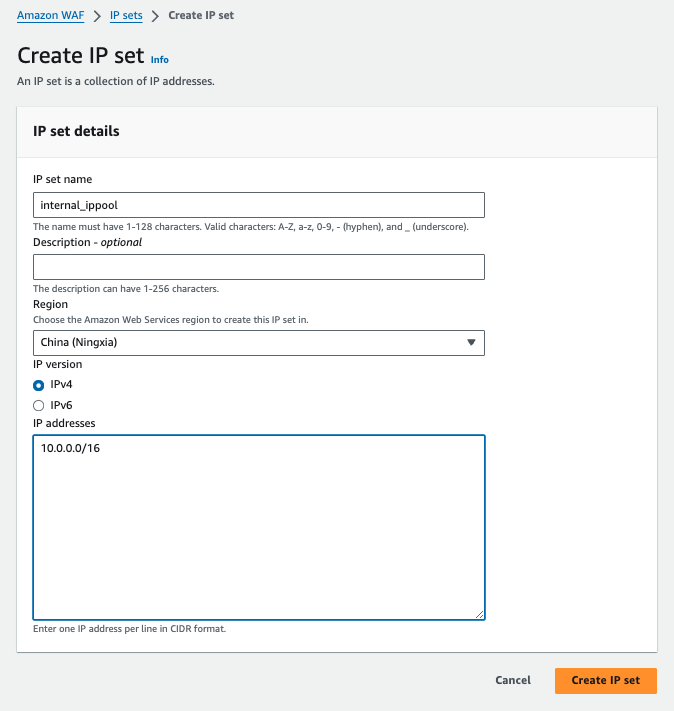 Amazon WAF > IP sets > Create IP set
Create IP set Info
An IP set is a collection of IP addresses.
IP set details
IP set name
internal_ippool
The name must have 1-128 characters. Valid characters: A-Z, a-z, 0-9, - (hyphen), and _ (underscore).
Description - optional
The description can have 1-256 characters.
Region
Choose the Amazon Web Services region to create this IP set in.
China (Ningxia)
IP version
IPv4
IPv6
IP addresses
10.0.0.0/16
Enter one IP address per line in CIDR format.
Cancel Create IP set